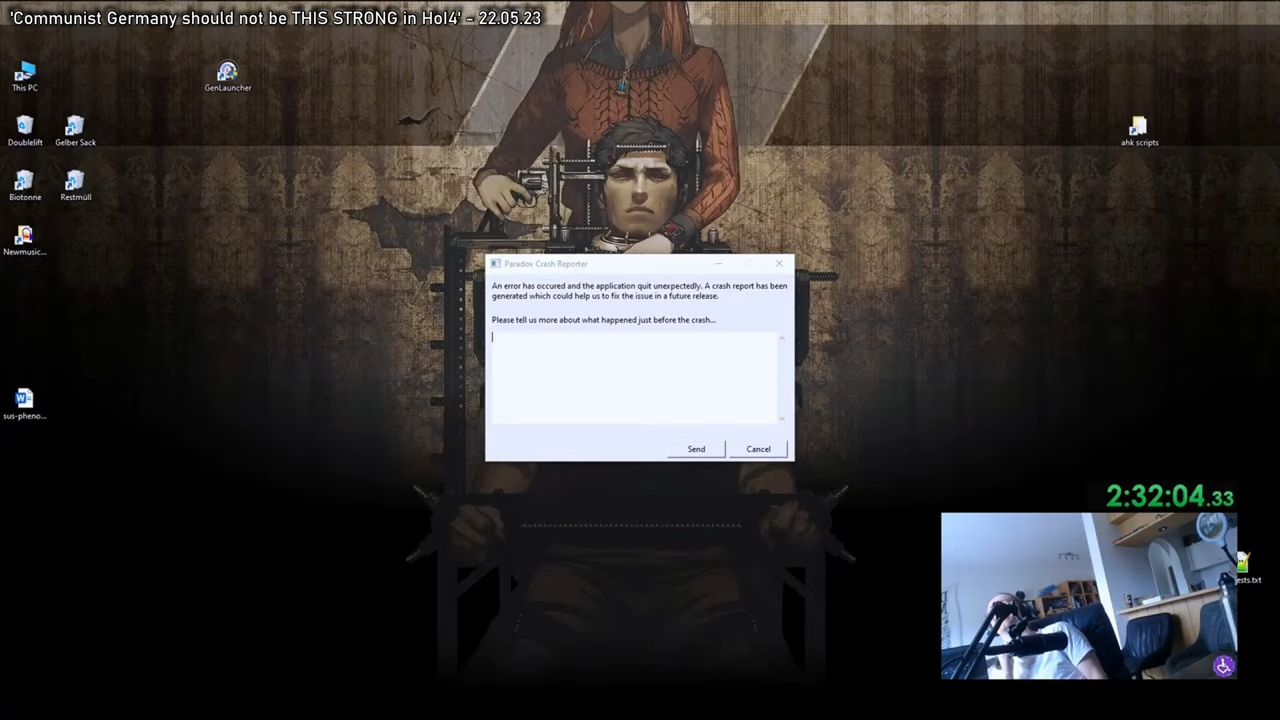 'Communist Germany should not be THIS STRONG in HoI4' - 22.05.23
This PC
GenLauncher
Doublelift
Gelber Sack
ahk scripts
Biotonne
Restmüll
Newmusic...
Paradox Crash Reporter
An error has occured and the application quit unexpectedly. A crash report has been
generated which could help us to fix the issue in a future release.
Please tell us more about what happened just before the crash...
sus-pheno...
Send
Cancel
2:32:04.33
ests.txt